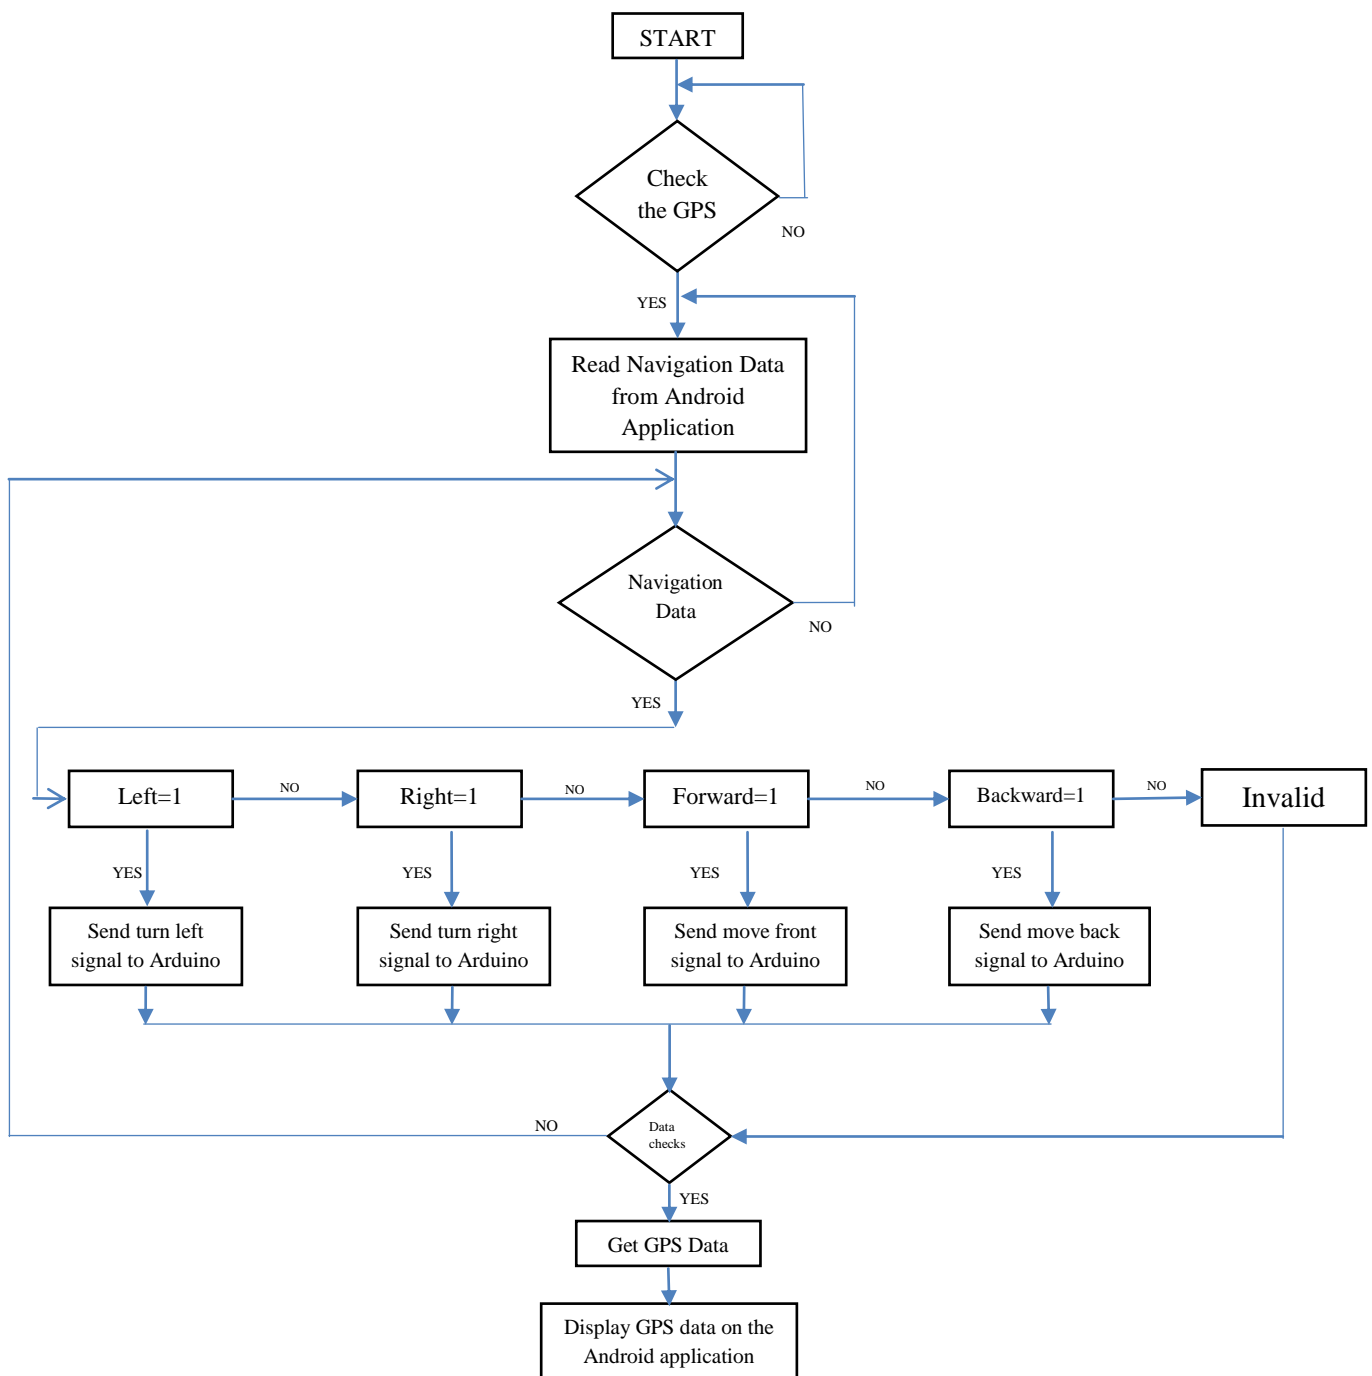 START
Check
the GPS
NO
YES
Read Navigation Data
from Android
Application
Navigation
Data
NO
YES
Left=1
NO
Right=1
NO
Forward=1
NO
Backward=1
NO
Invalid
YES
YES
YES
YES
Send turn left
signal to Arduino
Send turn right
signal to Arduino
Send move front
signal to Arduino
Send move back
signal to Arduino
NO
Data
checks
YES
Get GPS Data
Display GPS data on the
Android application